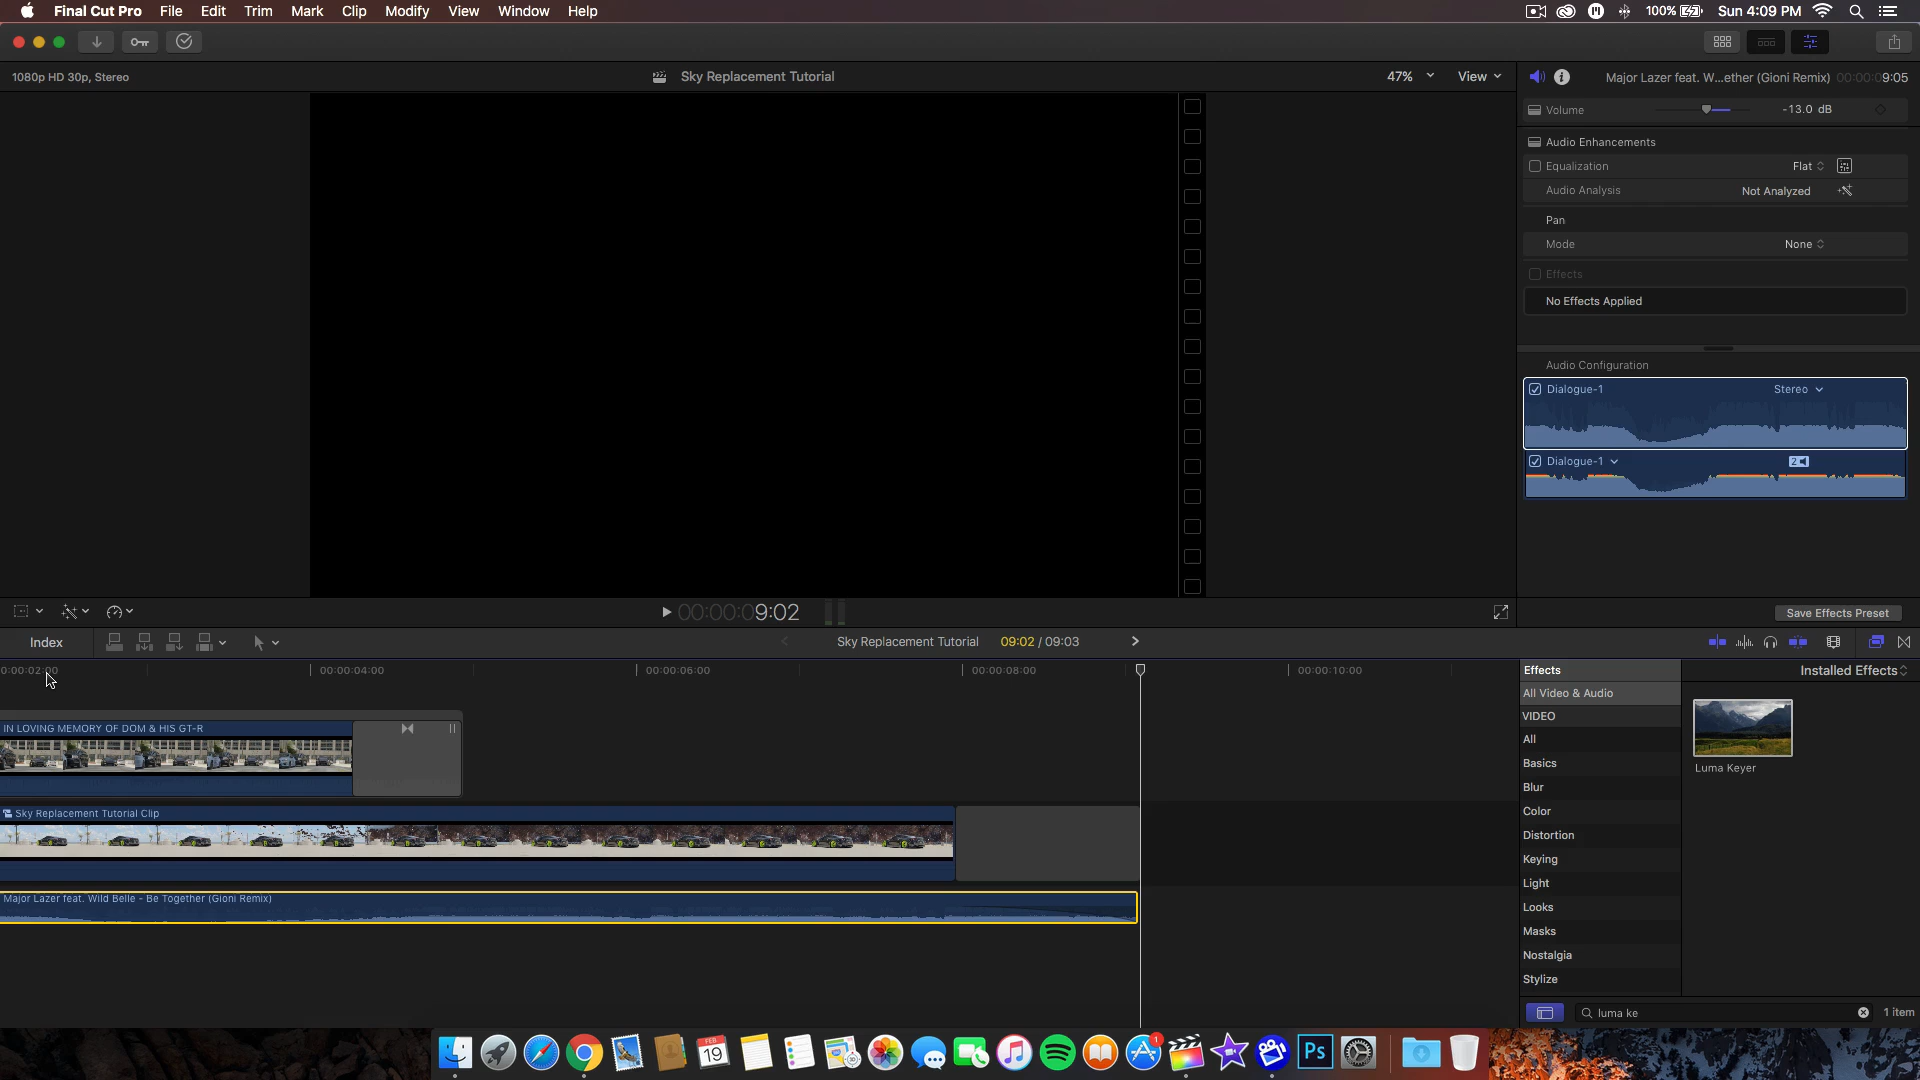 Final Cut Pro File Edit Trim Mark Clip Modify View Window Help
100% Sun 4:09 PM
1080p HD 30p, Stereo
Sky Replacement Tutorial
47% View
Major Lazer feat. W...ether (Gioni Remix) 00:00:09:05
Volume -13.0 dB
Audio Enhancements
Equalization Flat
Audio Analysis Not Analyzed
Pan
Mode None
Effects
No Effects Applied
Audio Configuration
Dialogue-1 Stereo
Dialogue-1 2
00:00:09:02
Save Effects Preset
Index
Sky Replacement Tutorial 09:02 / 09:03
0:00:02:00 00:00:04:00 00:00:06:00 00:00:08:00 00:00:10:00
IN LOVING MEMORY OF DOM & HIS GT-R
Sky Replacement Tutorial Clip
Major Lazer feat. Wild Belle - Be Together (Gioni Remix)
Effects
Installed Effects
All Video & Audio
VIDEO
All
Basics
Blur
Color
Distortion
Keying
Light
Looks
Masks
Nostalgia
Stylize
Luma Keyer
luma ke
1 item
FEB
19
1
Ps